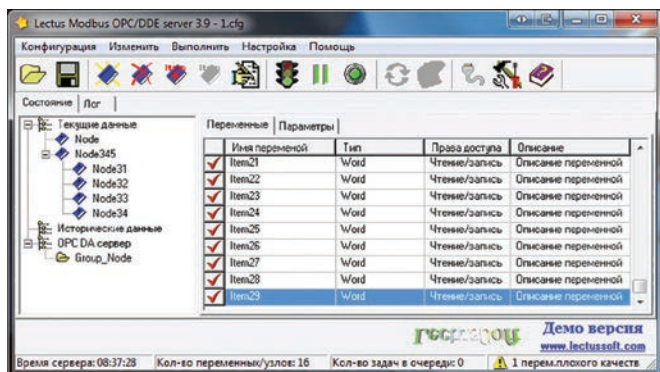 Lectus Modbus OPC/DDE server 3.9 - 1.cfg
Конфигурация Изменить Выполнить Настройка Помощь
Состояние Лог
Текущие данные
Node
Node345
Node31
Node32
Node33
Node34
Исторические данные
OPC DA сервер
Group_Node
Переменные Параметры
Имя переменой Тип Права доступа Описание
Item21 Word Чтение/запись Описание переменной
Item22 Word Чтение/запись Описание переменной
Item23 Word Чтение/запись Описание переменной
Item24 Word Чтение/запись Описание переменной
Item25 Word Чтение/запись Описание переменной
Item26 Word Чтение/запись Описание переменной
Item27 Word Чтение/запись Описание переменной
Item28 Word Чтение/запись Описание переменной
Item29 Word Чтение/запись Описание переменной
Демо версия
www.lectussoft.com
Время сервера: 08:37:28 Кол-во переменных/узлов: 16 Кол-во задач в очереди: 0 1 перем.плохого качеств